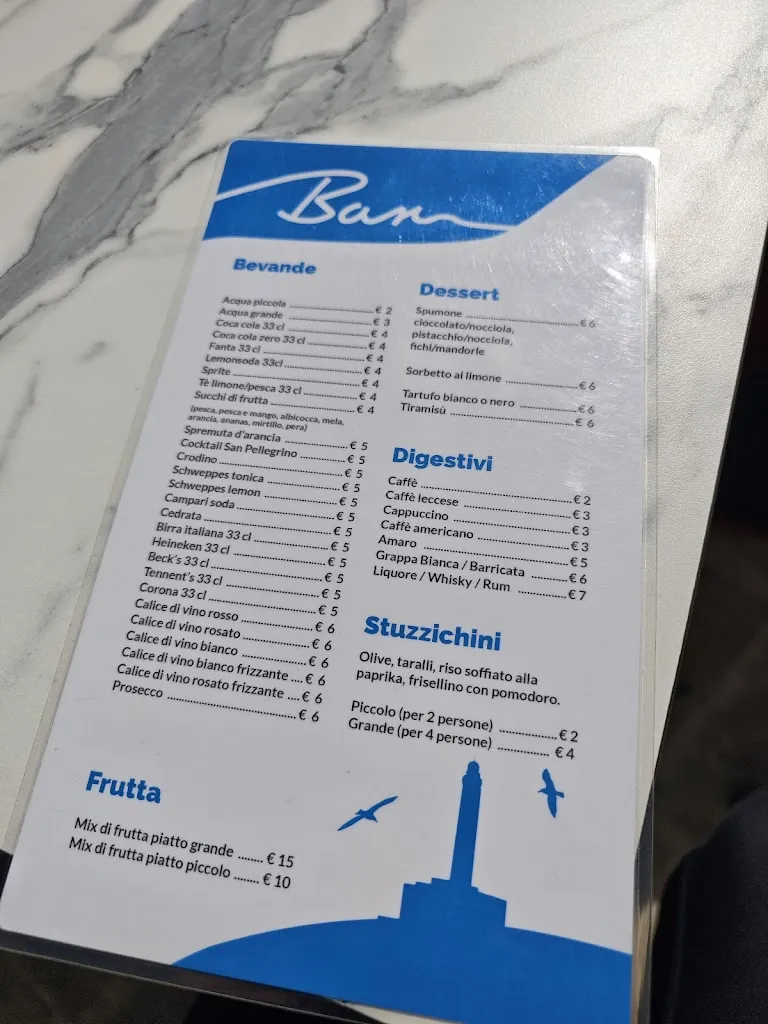 Bar
Bevande
Acqua piccola € 2
Acqua grande € 3
Coca cola 33 cl € 4
Coca cola zero 33 cl € 4
Fanta 33 cl € 4
Lemonsoda 33cl € 4
Sprite € 4
Tè limone/pesca 33 cl € 4
Succhi di frutta € 4
(pesca, pesca e mango, albicocca, mela,
arancia, ananas, mirtillo, pera)
Spremuta d'arancia € 5
Cocktail San Pellegrino € 5
Crodino € 5
Schweppes tonica € 5
Schweppes lemon € 5
Campari soda € 5
Cedrata € 5
Birra italiana 33 cl € 5
Heineken 33 cl € 5
Beck's 33 cl € 5
Tennent's 33 cl € 5
Corona 33 cl € 5
Calice di vino rosso € 6
Calice di vino rosato € 6
Calice di vino bianco € 6
Calice di vino bianco frizzante € 6
Calice di vino rosato frizzante € 6
Prosecco € 6
Frutta
Mix di frutta piatto grande € 15
Mix di frutta piatto piccolo € 10
Dessert
Spumone € 6
cioccolato/nocciola,
pistacchio/nocciola,
fichi/mandorle
Sorbetto al limone € 6
Tartufo bianco o nero € 6
Tiramisù € 6
Digestivi
Caffè € 2
Caffè leccese € 3
Cappuccino € 3
Caffè americano € 3
Amaro € 5
Grappa Bianca / Barricata € 6
Liquore / Whisky / Rum € 7
Stuzzichini
Olive, taralli, riso soffiato alla
paprika, frisellino con pomodoro.
Piccolo (per 2 persone) € 2
Grande (per 4 persone) € 4